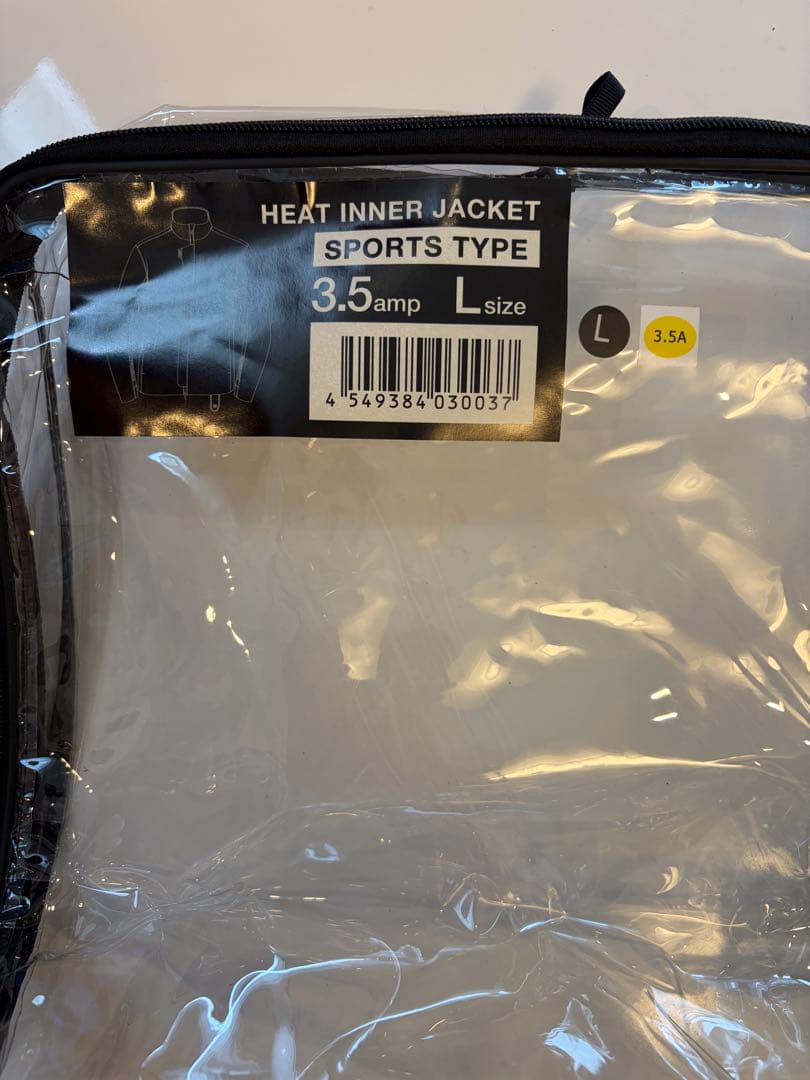 HEAT INNER JACKET
SPORTS TYPE
3.5amp L size
4 549384 030037
L 3.5A